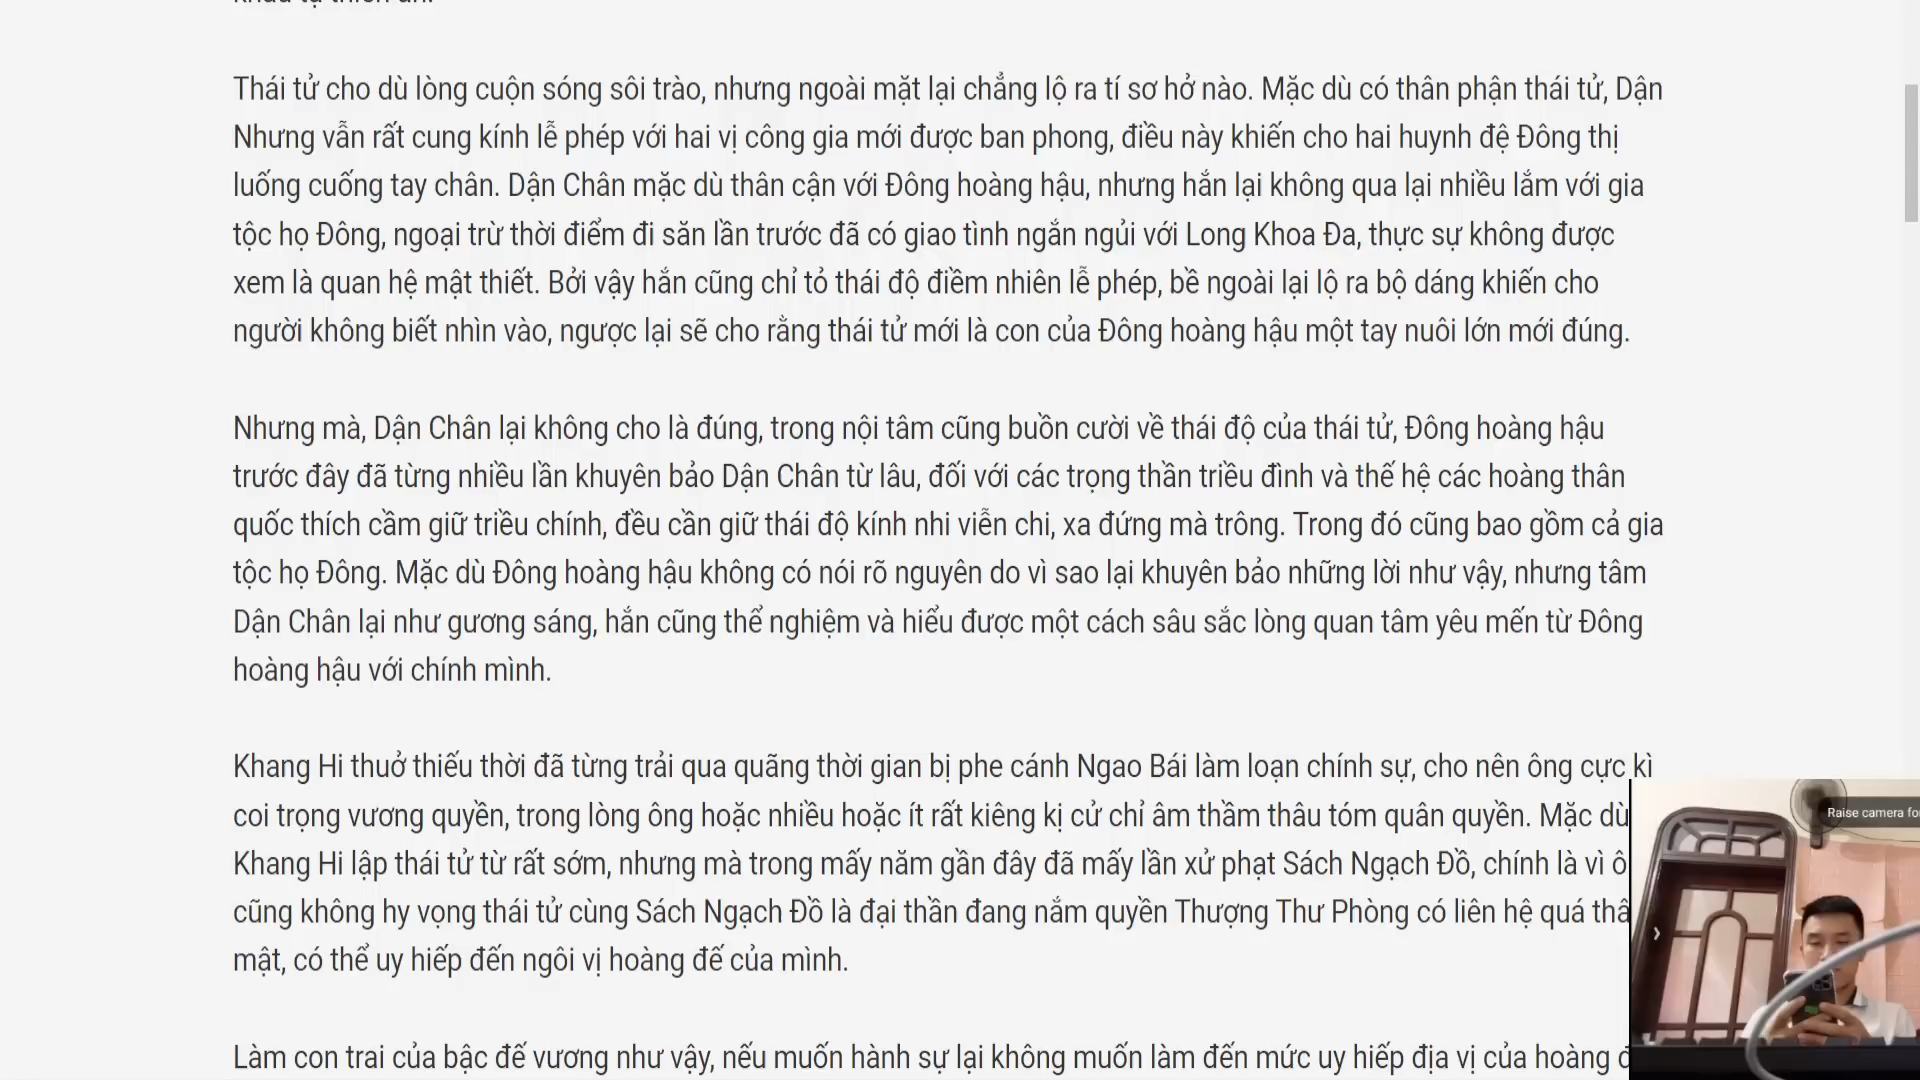 Thái tử cho dù lòng cuộn sóng sôi trào, nhưng ngoài mặt lại chẳng lộ ra tí sơ hở nào. Mặc dù có thân phận thái tử, Dận
Nhưng vẫn rất cung kính lễ phép với hai vị công gia mới được ban phong, điều này khiến cho hai huynh đệ Đông thị
luống cuống tay chân. Dận Chân mặc dù thân cận với Đông hoàng hậu, nhưng hắn lại không qua lại nhiều lắm với gia
tộc họ Đông, ngoại trừ thời điểm đi săn lần trước đã có giao tình ngắn ngủi với Long Khoa Đa, thực sự không được
xem là quan hệ mật thiết. Bởi vậy hắn cũng chỉ tỏ thái độ điềm nhiên lễ phép, bề ngoài lại lộ ra bộ dáng khiến cho
người không biết nhìn vào, ngược lại sẽ cho rằng thái tử mới là con của Đông hoàng hậu một tay nuôi lớn mới đúng.
Nhưng mà, Dận Chân lại không cho là đúng, trong nội tâm cũng buồn cười về thái độ của thái tử, Đông hoàng hậu
trước đây đã từng nhiều lần khuyên bảo Dận Chân từ lâu, đối với các trọng thần triều đình và thế hệ các hoàng thân
quốc thích cầm giữ triều chính, đều cần giữ thái độ kính nhi viễn chi, xa đứng mà trông. Trong đó cũng bao gồm cả gia
tộc họ Đông. Mặc dù Đông hoàng hậu không có nói rõ nguyên do vì sao lại khuyên bảo những lời như vậy, nhưng tâm
Dận Chân lại như gương sáng, hắn cũng thể nghiệm và hiểu được một cách sâu sắc lòng quan tâm yêu mến từ Đông
hoàng hậu với chính mình.
Khang Hi thuở thiếu thời đã từng trải qua quãng thời gian bị phe cánh Ngao Bái làm loạn chính sự, cho nên ông cực kì
coi trọng vương quyền, trong lòng ông hoặc nhiều hoặc ít rất kiêng kị cử chỉ âm thầm thâu tóm quân quyền. Mặc dù
Khang Hi lập thái tử từ rất sớm, nhưng mà trong mấy năm gần đây đã mấy lần xử phạt Sách Ngạch Đồ, chính là vì
cũng không hy vọng thái tử cùng Sách Ngạch Đồ là đại thần đang nắm quyền Thượng Thư Phòng có liên hệ quá
mật, có thể uy hiếp đến ngôi vị hoàng đế của mình.
Làm con trai của bậc đế vương như vậy, nếu muốn hành sự lại không muốn làm đến mức uy hiếp địa vị của hoàng
Raise camera